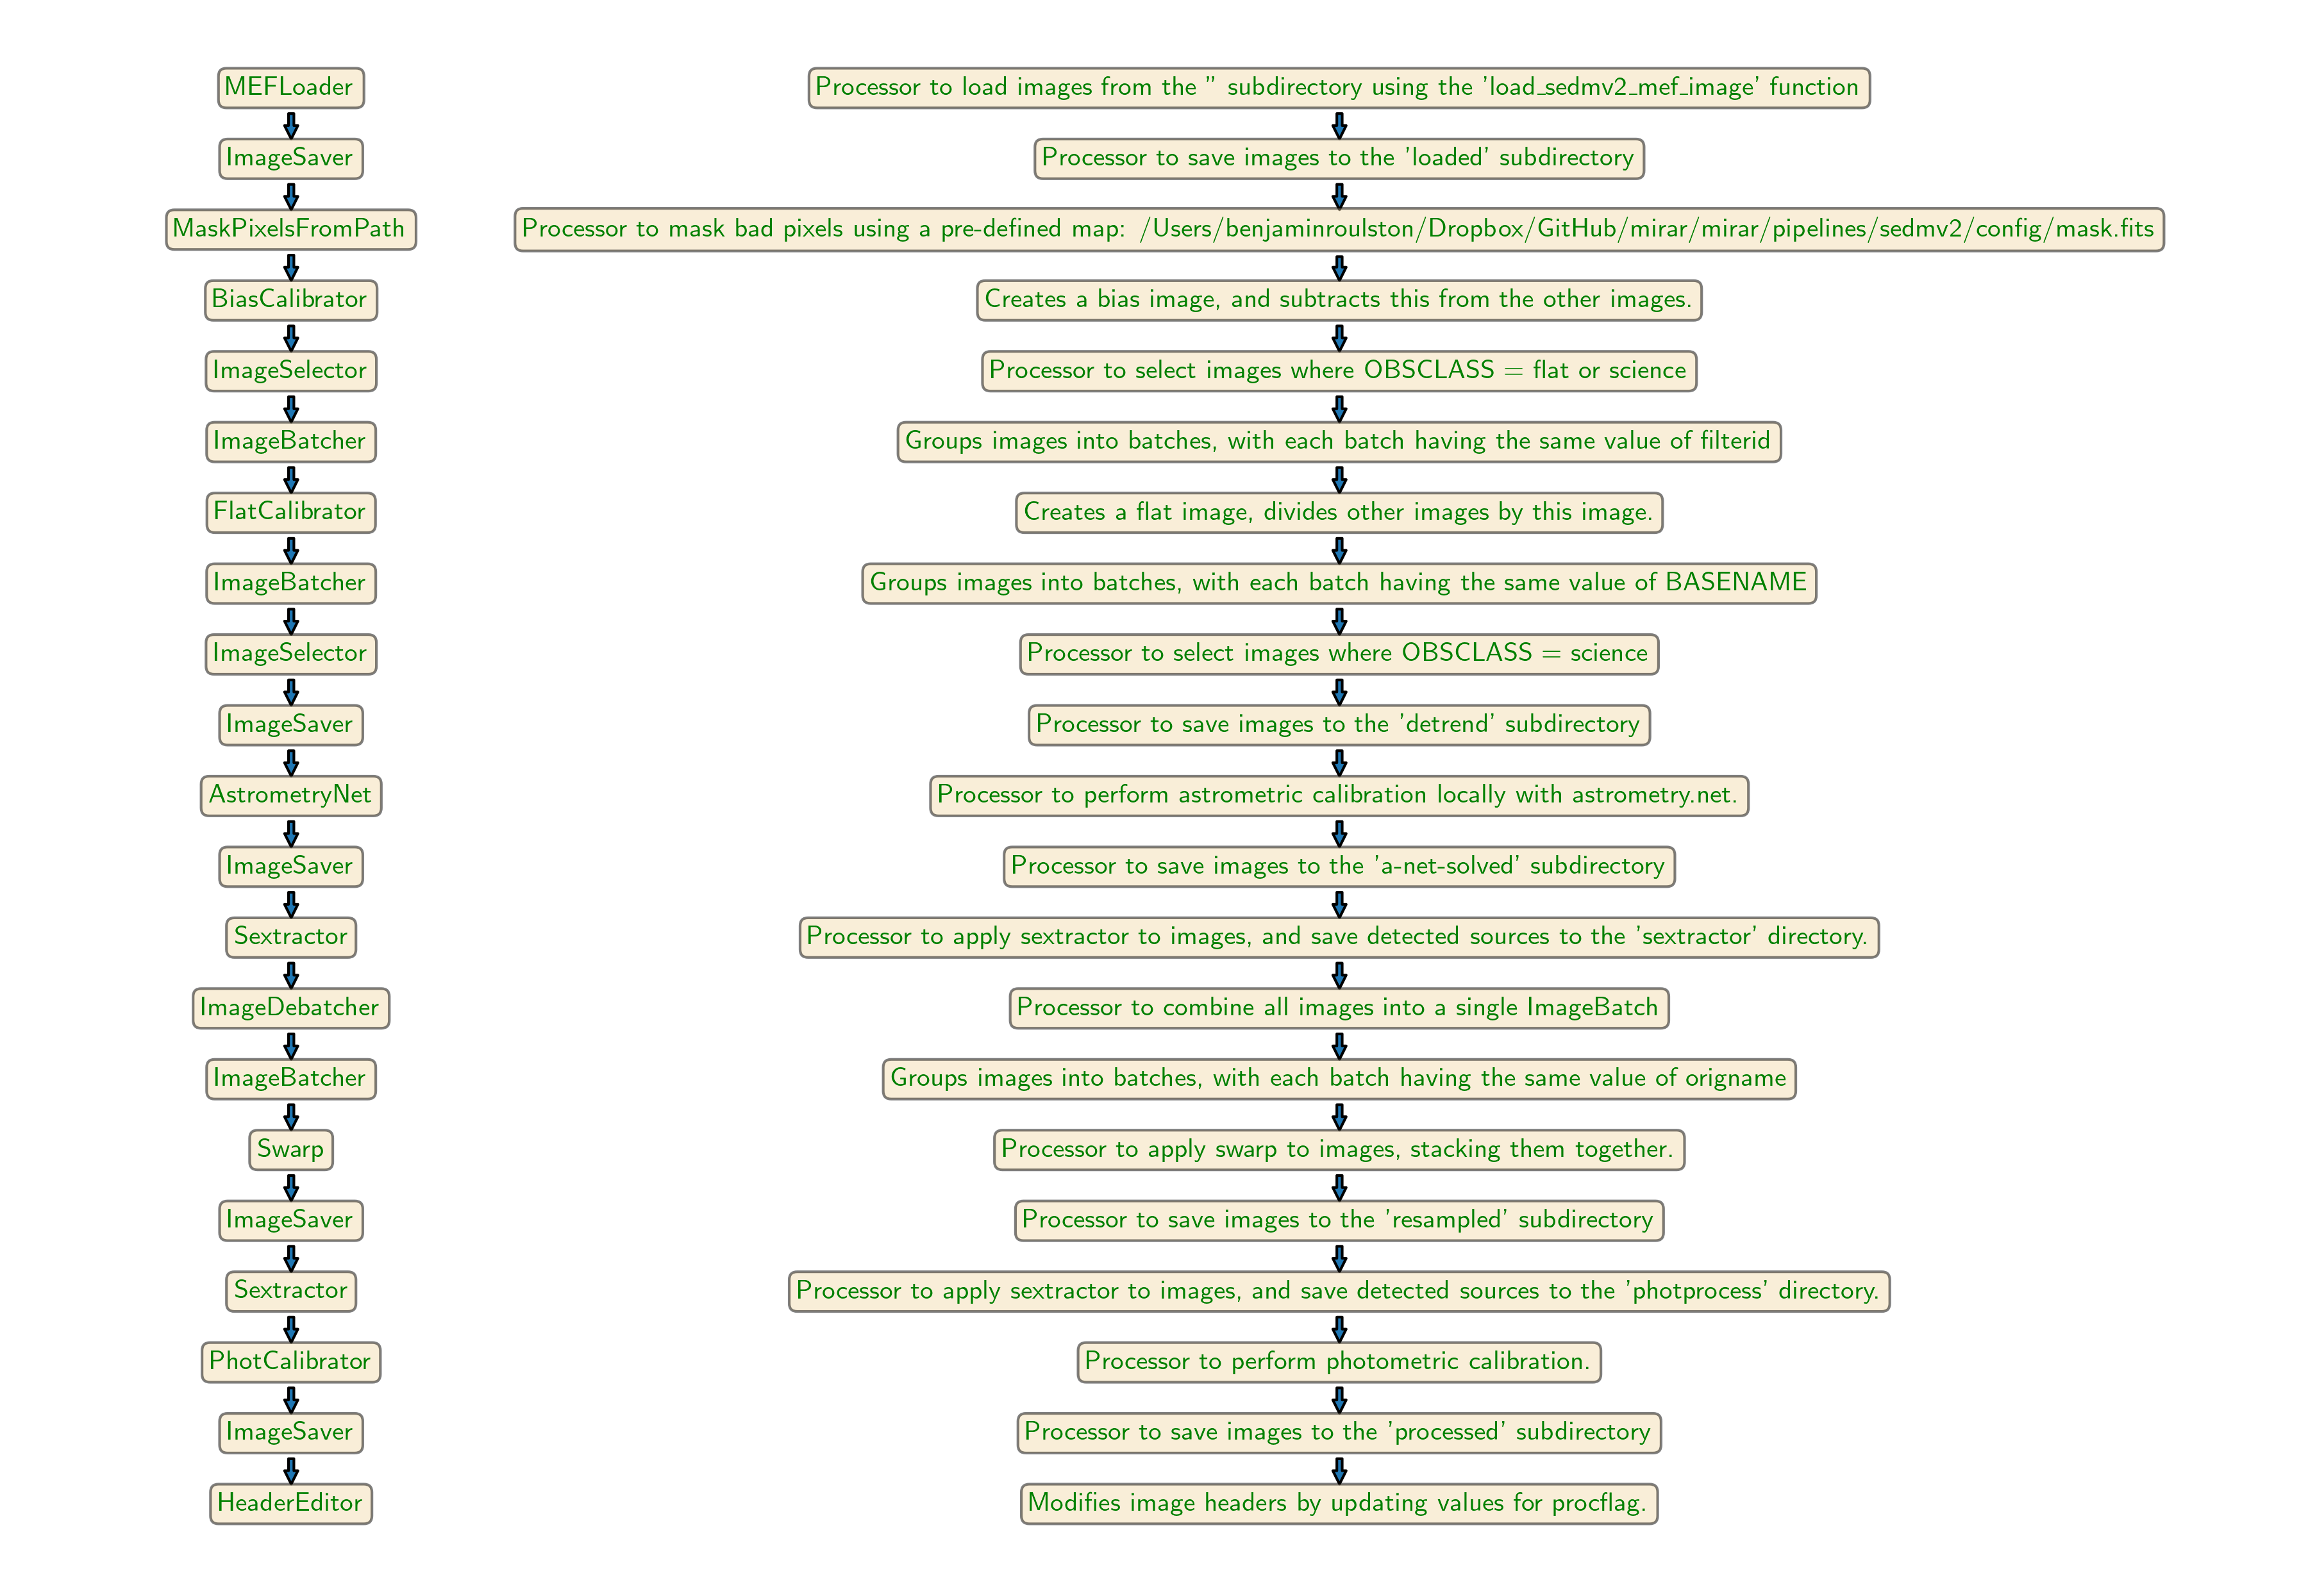 MEFLoader
Processor to load images from the ” subdirectory using the ’load_sedmv2_mef_image’ function
ImageSaver
Processor to save images to the ’loaded’ subdirectory
MaskPixelsFromPath
Processor to mask bad pixels using a pre-defined map: /Users/benjaminroulston/Dropbox/GitHub/mirar/mirar/pipelines/sedmv2/config/mask.fits
BiasCalibrator
Creates a bias image, and subtracts this from the other images.
ImageSelector
Processor to select images where OBSCLASS = flat or science
ImageBatcher
Groups images into batches, with each batch having the same value of filterid
FlatCalibrator
Creates a flat image, divides other images by this image.
ImageBatcher
Groups images into batches, with each batch having the same value of BASENAME
ImageSelector
Processor to select images where OBSCLASS = science
ImageSaver
Processor to save images to the ’detrend’ subdirectory
AstrometryNet
Processor to perform astrometric calibration locally with astrometry.net.
ImageSaver
Processor to save images to the ’a-net-solved’ subdirectory
Sextractor
Processor to apply sextractor to images, and save detected sources to the ’sextractor’ directory.
ImageDebatcher
Processor to combine all images into a single ImageBatch
ImageBatcher
Groups images into batches, with each batch having the same value of origname
Swarp
Processor to apply swarp to images, stacking them together.
ImageSaver
Processor to save images to the ’resampled’ subdirectory
Sextractor
Processor to apply sextractor to images, and save detected sources to the ’photprocess’ directory.
PhotCalibrator
Processor to perform photometric calibration.
ImageSaver
Processor to save images to the ’processed’ subdirectory
HeaderEditor
Modifies image headers by updating values for procflag.